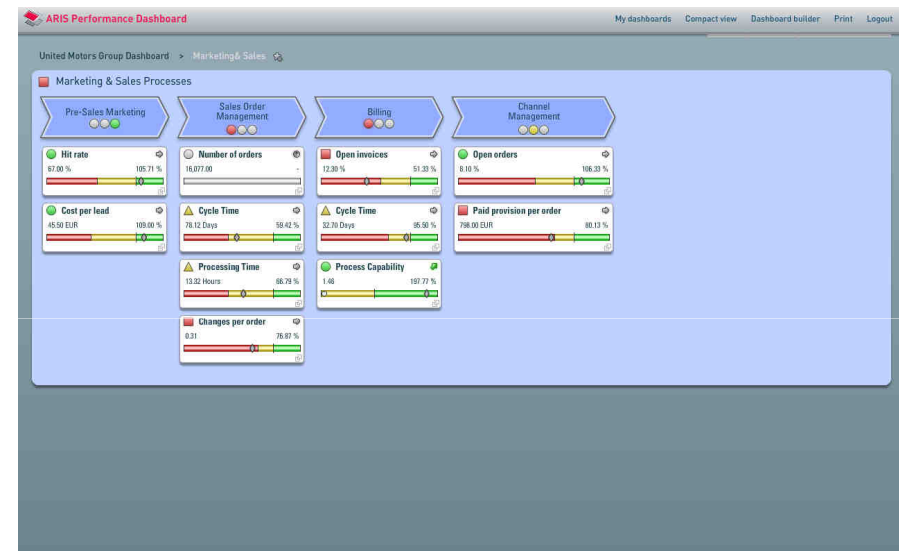 ARIS Performance Dashboard
My dashboards Compact view Dashboard builder Print Logout
United Motors Group Dashboard > Marketing& Sales
Marketing & Sales Processes
Pre-Sales Marketing
Sales Order
Management
Billing
Channel
Management
Hit rate
67.00 % 105.71 %
Number of orders
16,077.00 -
Open invoices
12.30 % 51.33 %
Open orders
8.10 % 106.33 %
Cost per lead
45.50 EUR 109.00 %
Cycle Time
78.12 Days 59.42 %
Cycle Time
32.70 Days 95.50 %
Paid provision per order
798.00 EUR 80.13 %
Processing Time
13.32 Hours 66.79 %
Process Capability
1.46 197.77 %
Changes per order
0.31 76.87 %